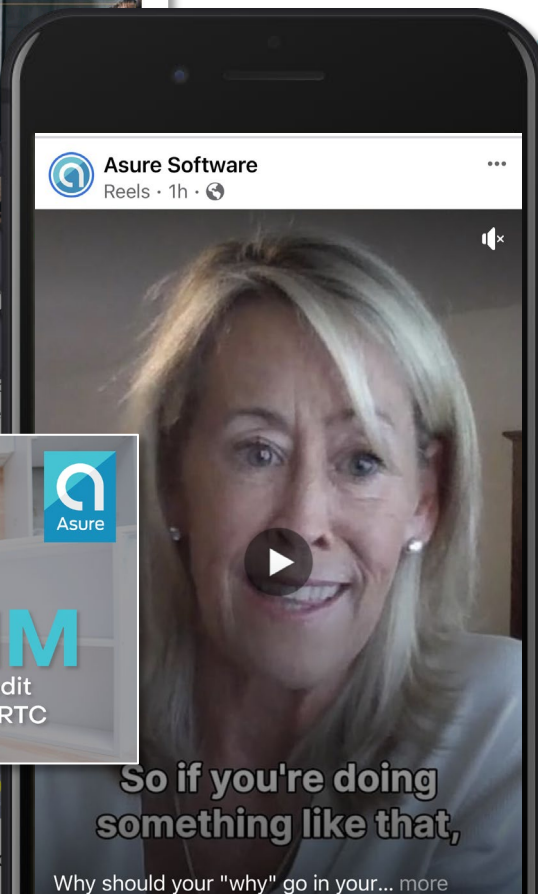 Asure Software
Reels · 1h ·
So if you're doing
something like that,
Why should your "why" go in your... more
Asure
M
dit
RTC